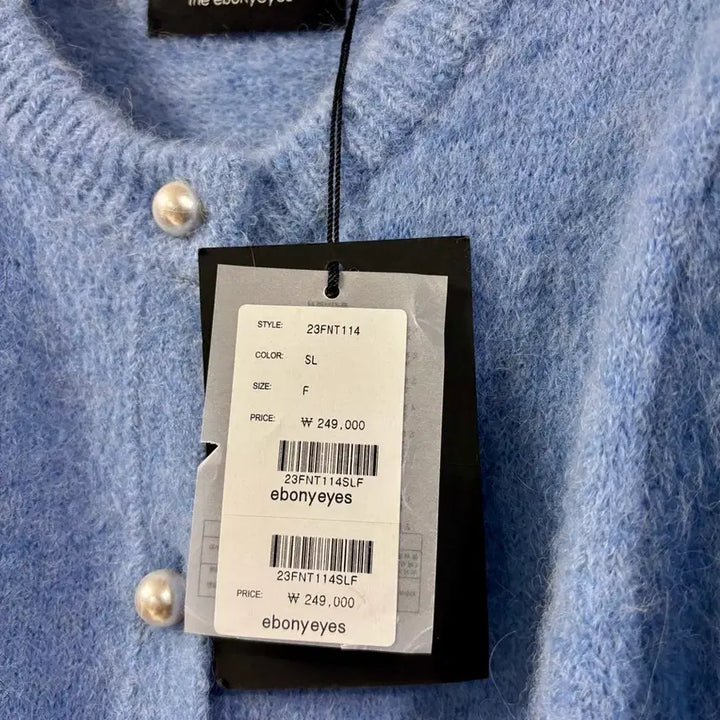 the ebonyeyes
STYLE: 23FNT114
COLOR: SL
SIZE: F
PRICE: ₩ 249,000
23FNT114SLF
ebonyeyes
23FNT114SLF
PRICE: ₩ 249,000
ebonyeyes